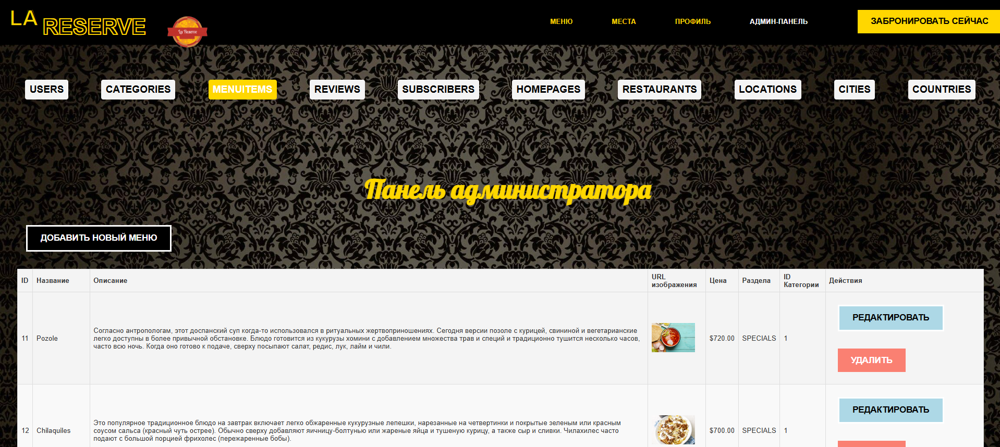 LA RESERVE
La Reserve
МЕНЮ МЕСТА ПРОФИЛЬ АДМИН-ПАНЕЛЬ ЗАБРОНИРОВАТЬ СЕЙЧАС
USERS CATEGORIES MENUITEMS REVIEWS SUBSCRIBERS HOMEPAGES RESTAURANTS LOCATIONS CITIES COUNTRIES
Панель администратора
ДОБАВИТЬ НОВЫЙ МЕНЮ
ID Название Описание URL изображения Цена Раздела ID Категории Действия
11 Pozole
Согласно антропологам, этот доспанский суп когда-то использовался в ритуальных жертвоприношениях. Сегодня версии позоле с курицей, свининой и вегетарианские
легко доступны в более привычной обстановке. Блюдо готовится из кукурузы хомини с добавлением множества трав и специй и традиционно тушится несколько часов,
часто всю ночь. Когда оно готово к подаче, сверху посыпают салат, редис, лук, лайм и чили.
$720.00 SPECIALS 1
РЕДАКТИРОВАТЬ
УДАЛИТЬ
12 Chilaquiles
Это популярное традиционное блюдо на завтрак включает легко обжаренные кукурузные лепешки, нарезанные на четвертинки и покрытые зеленым или красным
соусом сальса (красный чуть острее). Обычно сверху добавляют яичницу-болтунью или жареные яйца и тушеную курицу, а также сыр и сливки. Чилахилес часто
подают с большой порцией фрихолес (пережаренные бобы).
$700.00 SPECIALS 1
РЕДАКТИРОВАТЬ